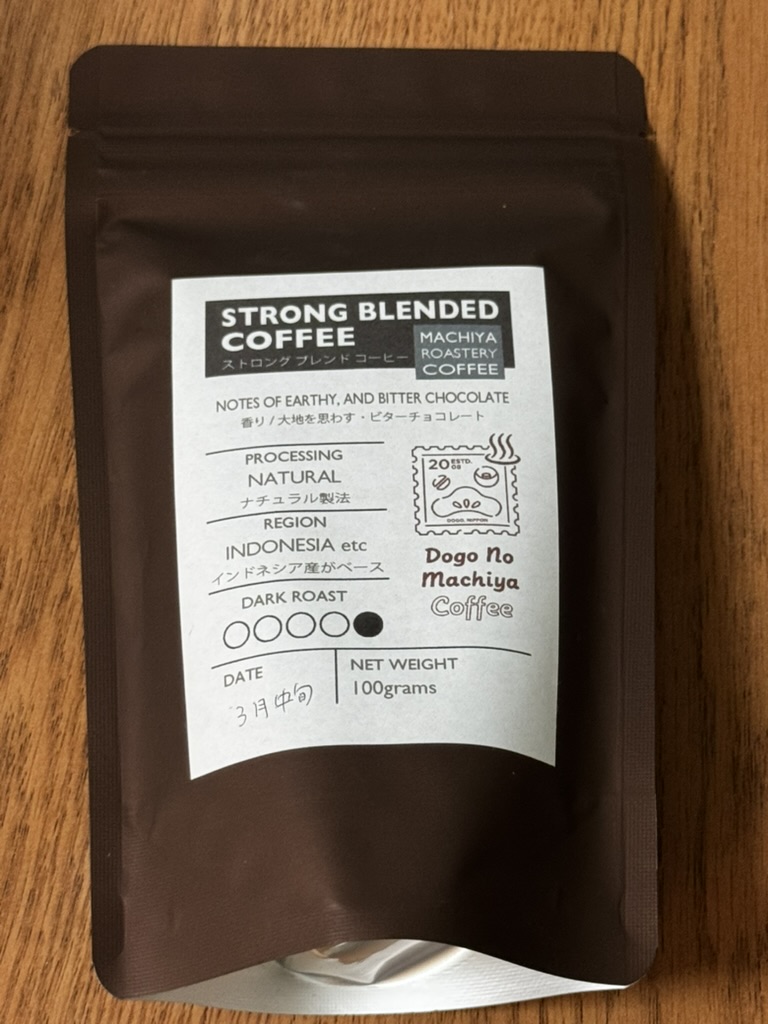 STRONG BLENDED
COFFEE
ストロング ブレンド コーヒー
MACHIYA
ROASTERY
COFFEE
NOTES OF EARTHY, AND BITTER CHOCOLATE
香り / 大地を思わす・ビターチョコレート
PROCESSING
NATURAL
ナチュラル製法
REGION
INDONESIA etc
インドネシア産がベース
DARK ROAST
20 ESTD.
08
DOGO, NIPPON
Dogo No
Machiya
Coffee
DATE
3月中旬
NET WEIGHT
100grams